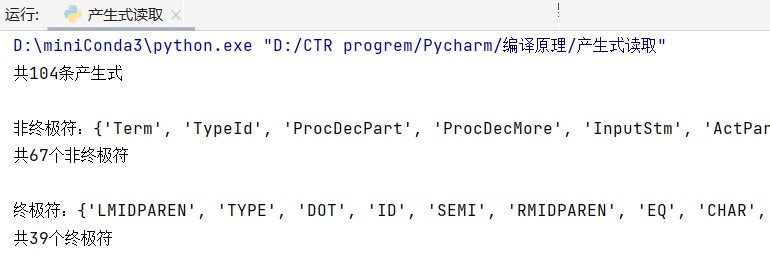 运行: 产生式读取
D:\miniConda3\python.exe "D:/CTR progrem/Pycharm/编译原理/产生式读取"
共104条产生式
非终极符: {'Term', 'TypeId', 'ProcDecPart', 'ProcDecMore', 'InputStm', 'ActPar
共67个非终极符
终极符: {'LMIDPAREN', 'TYPE', 'DOT', 'ID', 'SEMI', 'RMIDPAREN', 'EQ', 'CHAR',
共39个终极符